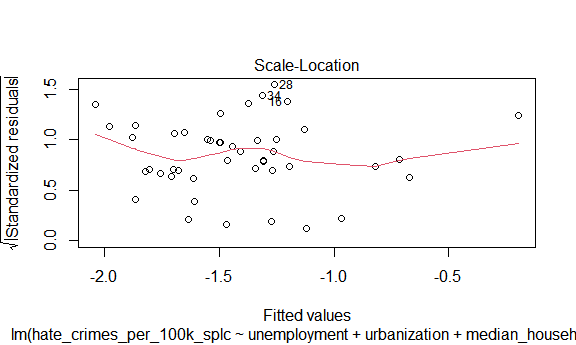 Scale-Location
√|Standardized residuals|
1.5
1.0
0.5
0.0
28
34
16
-2.0 -1.5 -1.0 -0.5
Fitted values
lm(hate_crimes_per_100k_splc ~ unemployment + urbanization + median_househ